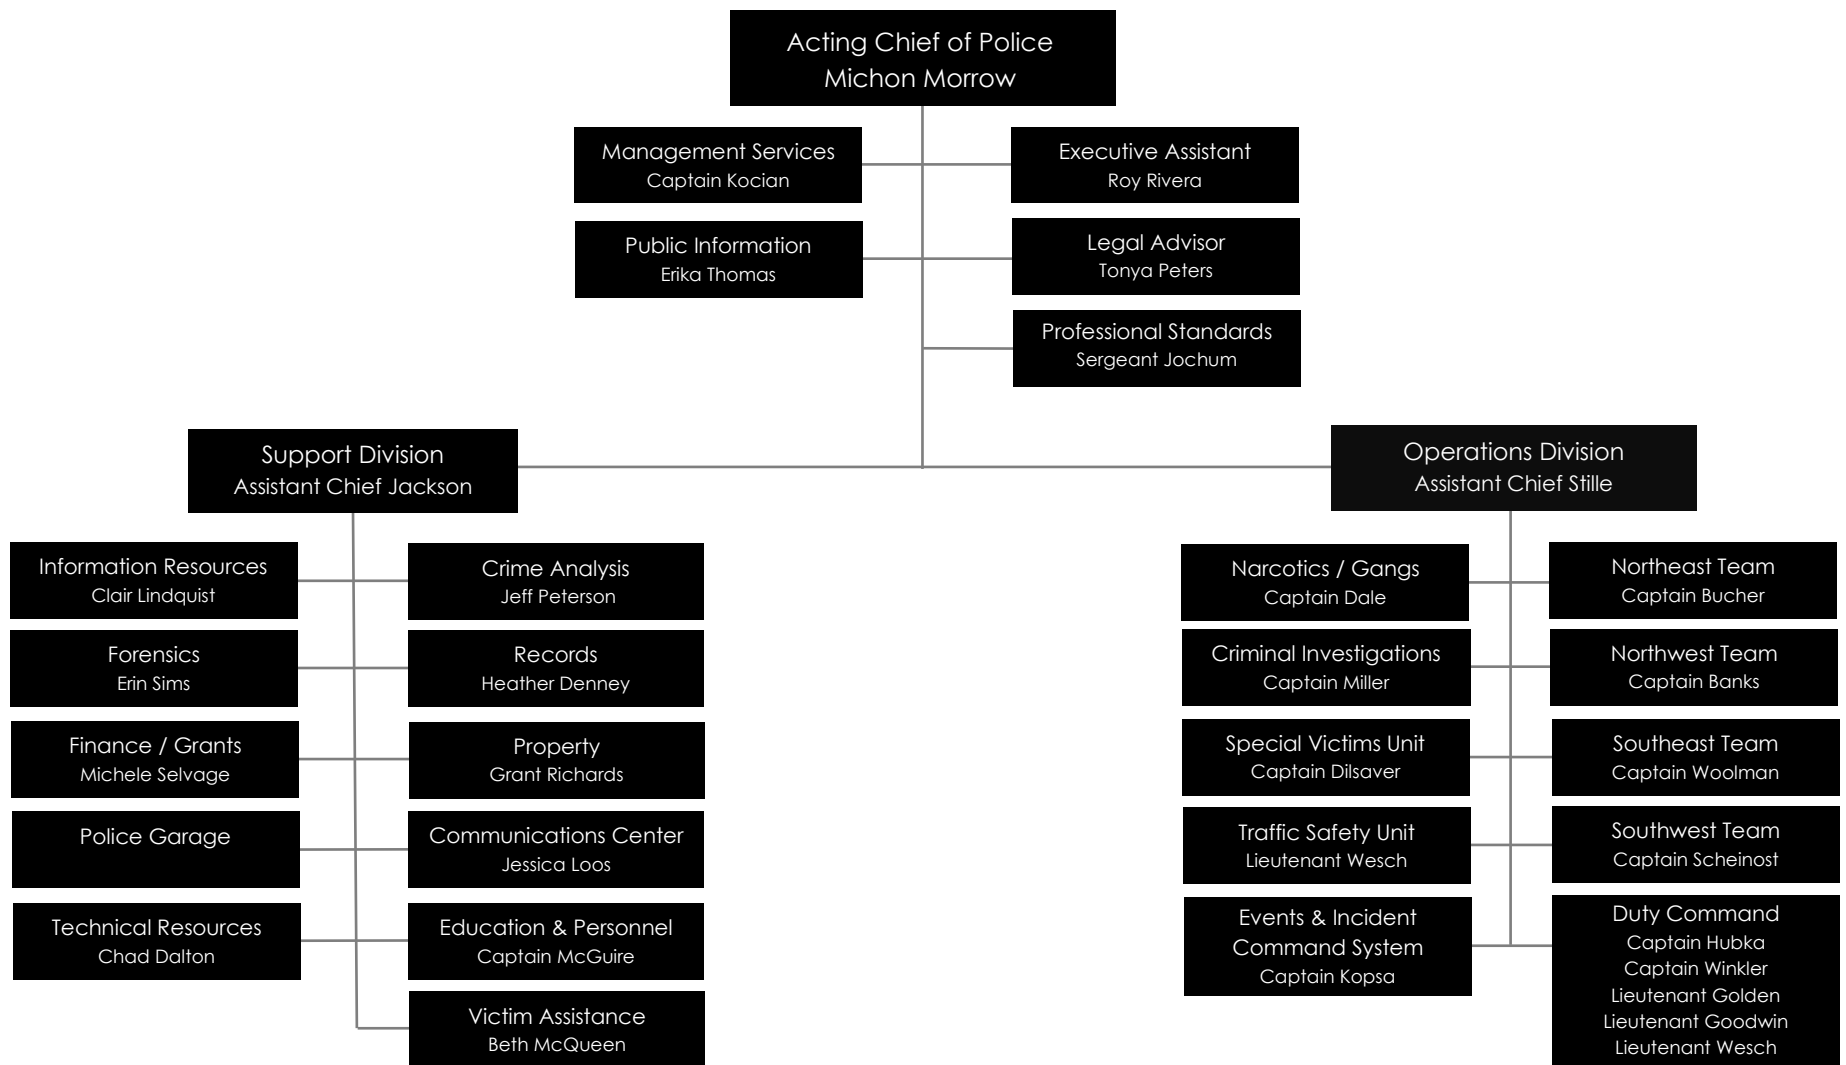 Acting Chief of Police
Michon Morrow
Management Services
Captain Kocian
Executive Assistant
Roy Rivera
Public Information
Erika Thomas
Legal Advisor
Tonya Peters
Professional Standards
Sergeant Jochum
Support Division
Assistant Chief Jackson
Information Resources
Clair Lindquist
Crime Analysis
Jeff Peterson
Forensics
Erin Sims
Records
Heather Denney
Finance / Grants
Michele Selvage
Property
Grant Richards
Police Garage
Communications Center
Jessica Loos
Technical Resources
Chad Dalton
Education & Personnel
Captain McGuire
Victim Assistance
Beth McQueen
Operations Division
Assistant Chief Stille
Narcotics / Gangs
Captain Dale
Northeast Team
Captain Bucher
Criminal Investigations
Captain Miller
Northwest Team
Captain Banks
Special Victims Unit
Captain Dilsaver
Southeast Team
Captain Woolman
Traffic Safety Unit
Lieutenant Wesch
Southwest Team
Captain Scheinost
Events & Incident
Command System
Captain Kopsa
Duty Command
Captain Hubka
Captain Winkler
Lieutenant Golden
Lieutenant Goodwin
Lieutenant Wesch